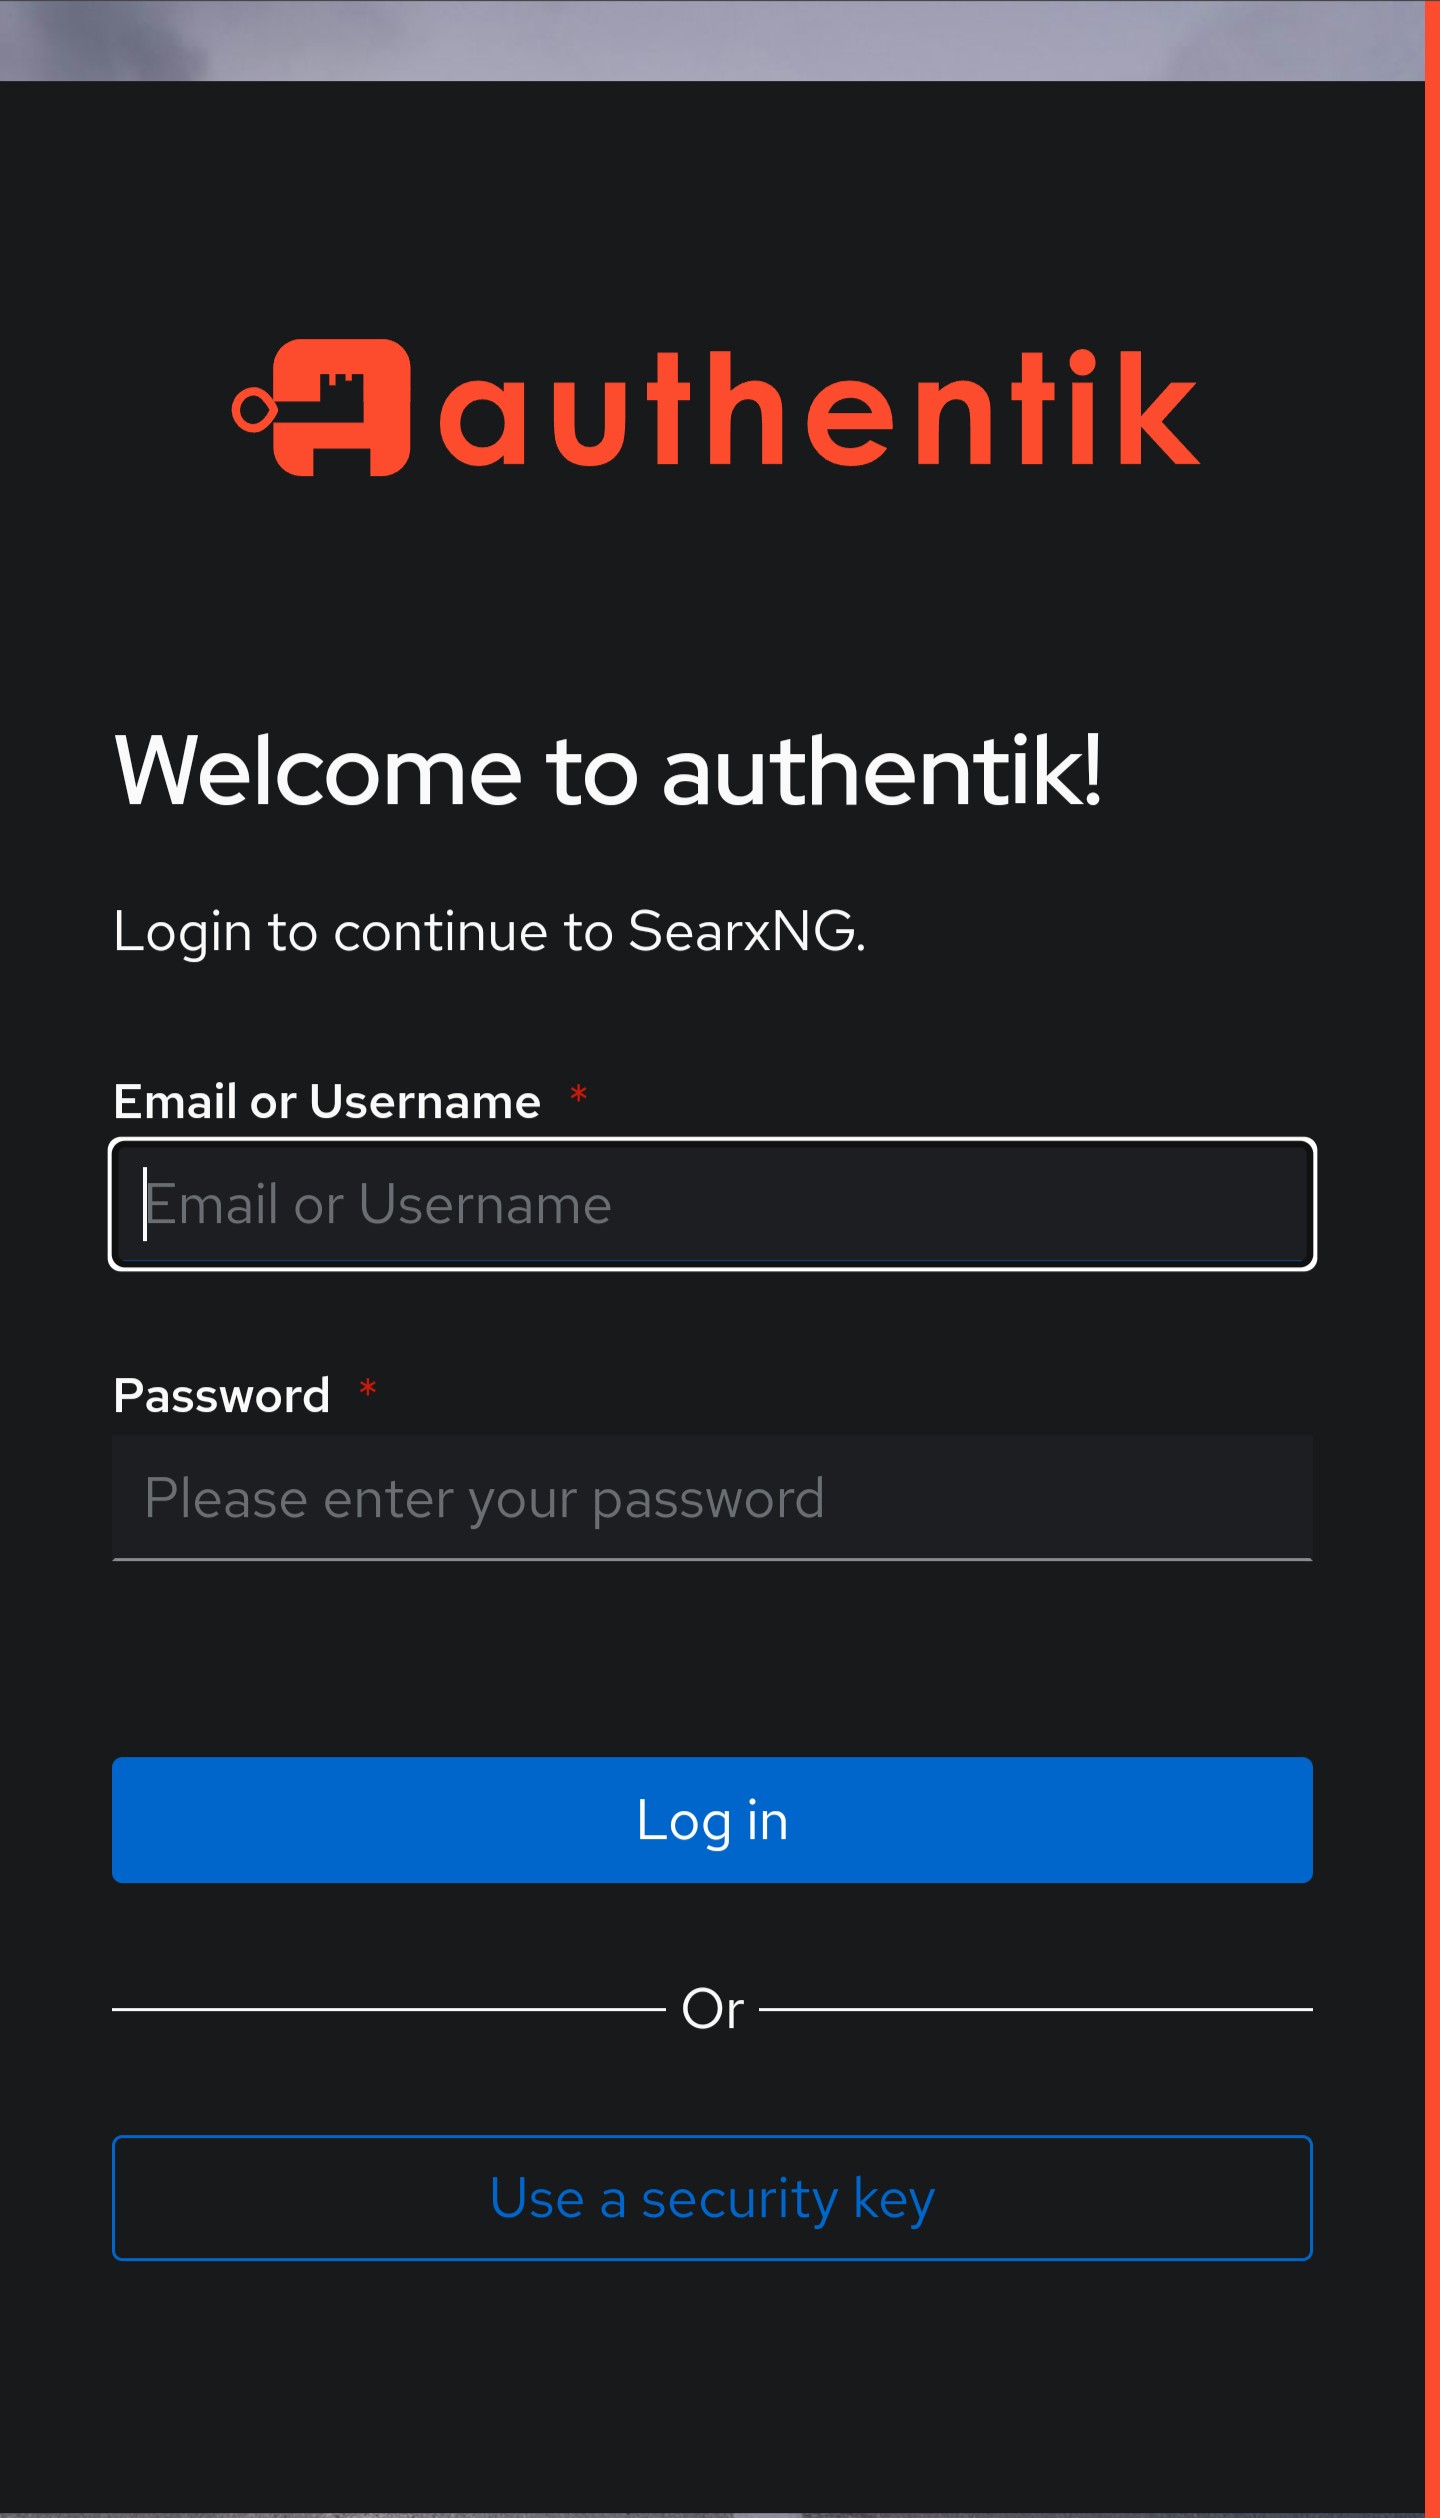 authentik
Welcome to authentik!
Login to continue to SearxNG.
Email or Username *
Email or Username
Password *
Please enter your password
Log in
Or
Use a security key